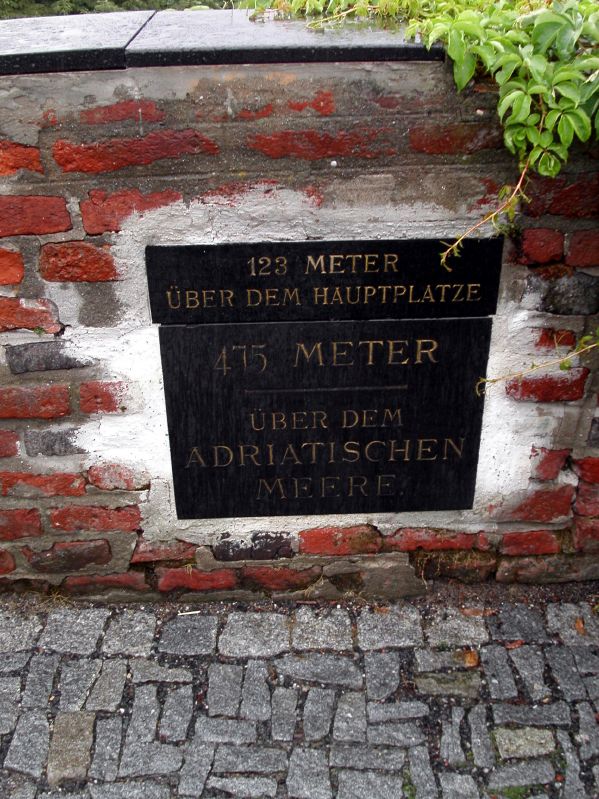 123 METER
ÜBER DEM HAUPTPLATZE
475 METER
ÜBER DEM
ADRIATISCHEN
MEERE.